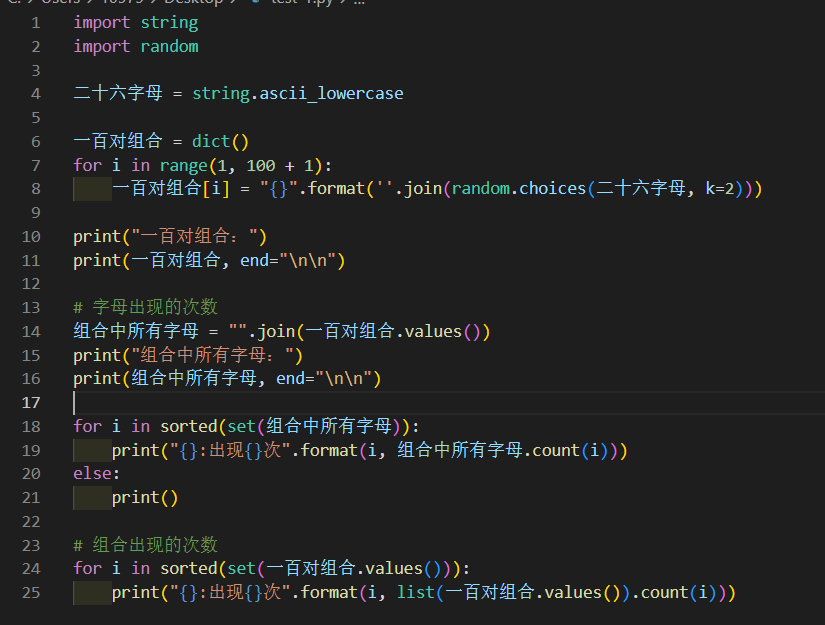 1 import string
2 import random
3
4 二十六字母 = string.ascii_lowercase
5
6 一百对组合 = dict()
7 for i in range(1, 100 + 1):
8     一百对组合[i] = "{}".format(''.join(random.choices(二十六字母, k=2)))
9
10 print("一百对组合：")
11 print(一百对组合, end="\n\n")
12
13 # 字母出现的次数
14 组合中所有字母 = "".join(一百对组合.values())
15 print("组合中所有字母：")
16 print(组合中所有字母, end="\n\n")
17
18 for i in sorted(set(组合中所有字母)):
19     print("{}:出现{}次".format(i, 组合中所有字母.count(i)))
20 else:
21     print()
22
23 # 组合出现的次数
24 for i in sorted(set(一百对组合.values())):
25     print("{}:出现{}次".format(i, list(一百对组合.values()).count(i)))